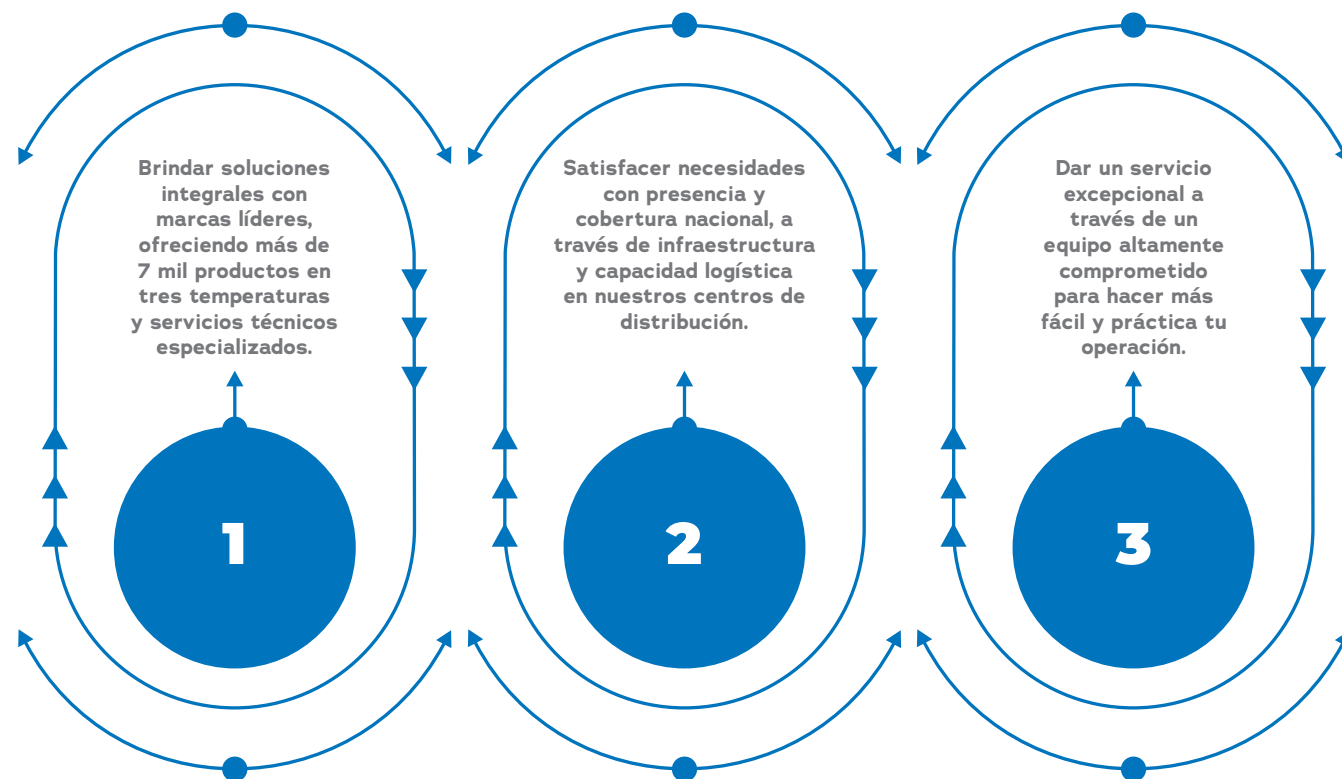 Brindar soluciones
integrales con
marcas líderes,
ofreciendo más de
7 mil productos en
tres temperaturas
y servicios técnicos
especializados.
1
Satisfacer necesidades
con presencia y
cobertura nacional, a
través de infraestructura
y capacidad logística
en nuestros centros de
distribución.
2
Dar un servicio
excepcional a
través de un
equipo altamente
comprometido
para hacer más
fácil y práctica tu
operación.
3